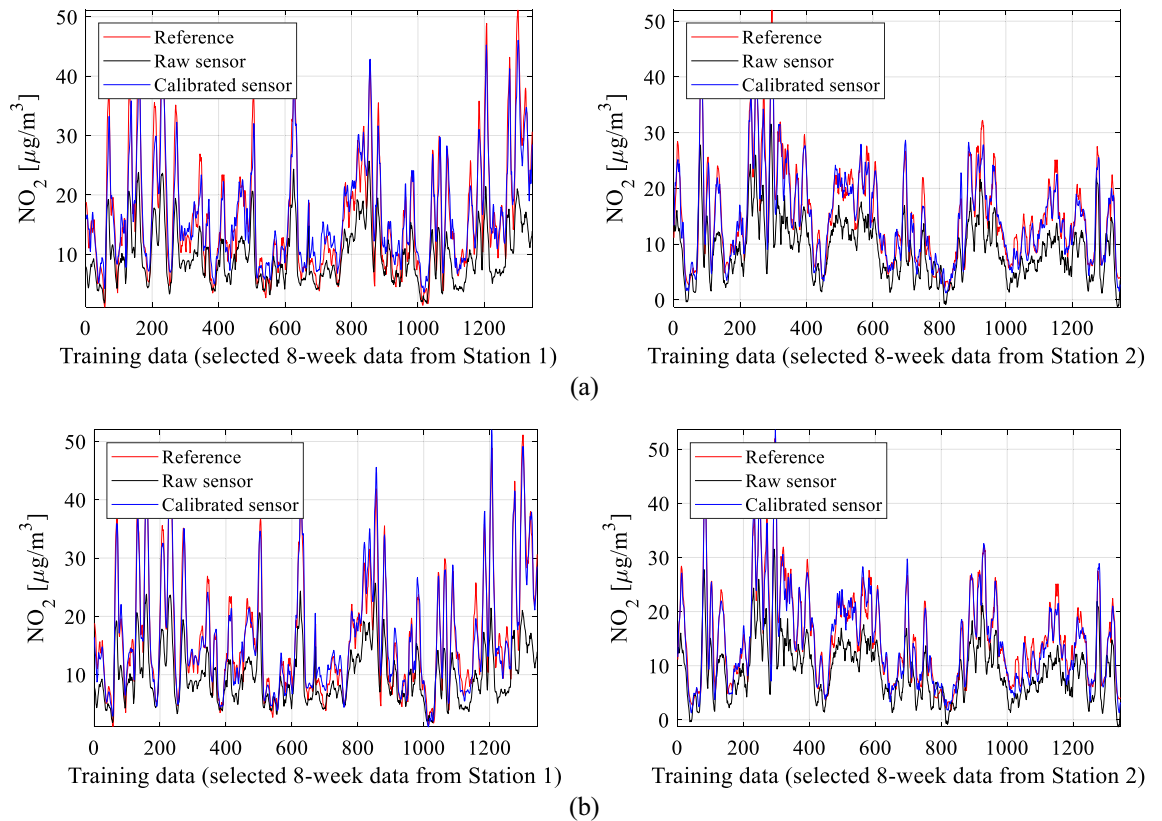 50
40
30
20
10
NO2 [μg/m3]
Reference
Raw sensor
Calibrated sensor
0 200 400 600 800 1000 1200
Training data (selected 8-week data from Station 1)
50
40
30
20
10
0
NO2 [μg/m3]
Reference
Raw sensor
Calibrated sensor
0 200 400 600 800 1000 1200
Training data (selected 8-week data from Station 2)
(a)
50
40
30
20
10
NO2 [μg/m3]
Reference
Raw sensor
Calibrated sensor
0 200 400 600 800 1000 1200
Training data (selected 8-week data from Station 1)
50
40
30
20
10
0
NO2 [μg/m3]
Reference
Raw sensor
Calibrated sensor
0 200 400 600 800 1000 1200
Training data (selected 8-week data from Station 2)
(b)